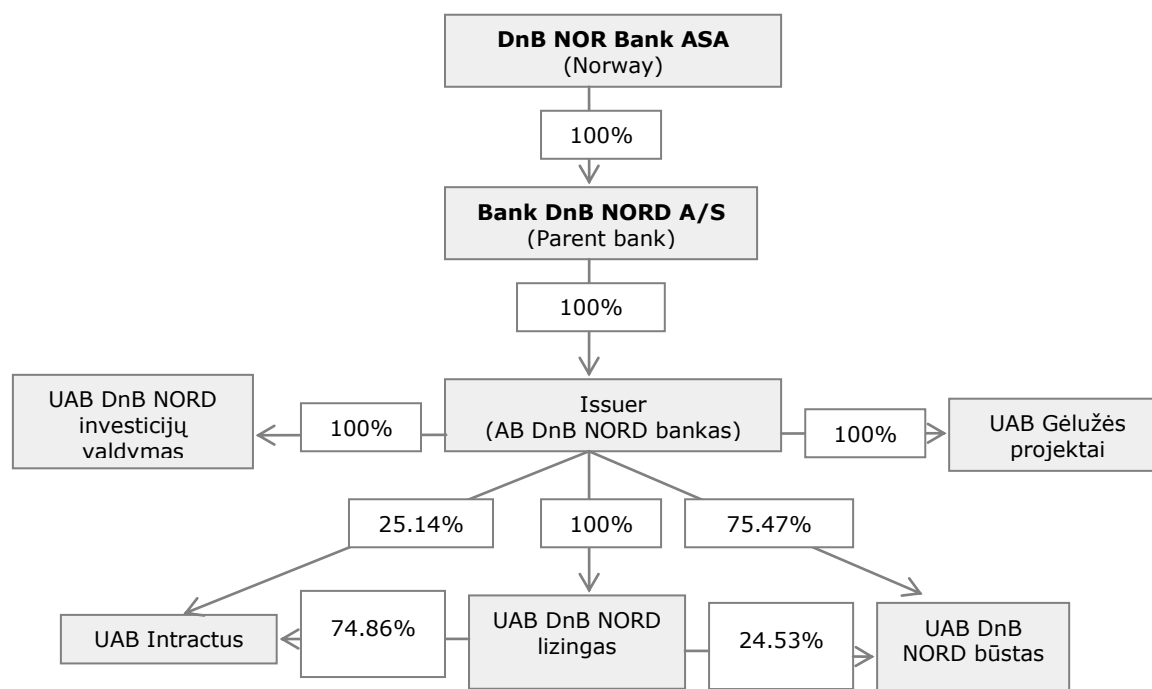 DnB NOR Bank ASA
(Norway)
100%
Bank DnB NORD A/S
(Parent bank)
100%
UAB DnB NORD
investicijų
valdymas
100%
Issuer
(AB DnB NORD bankas)
100%
UAB Gėlužės
projektai
25.14%
100%
75.47%
UAB Intractus
74.86%
UAB DnB NORD
lizingas
24.53%
UAB DnB
NORD būstas